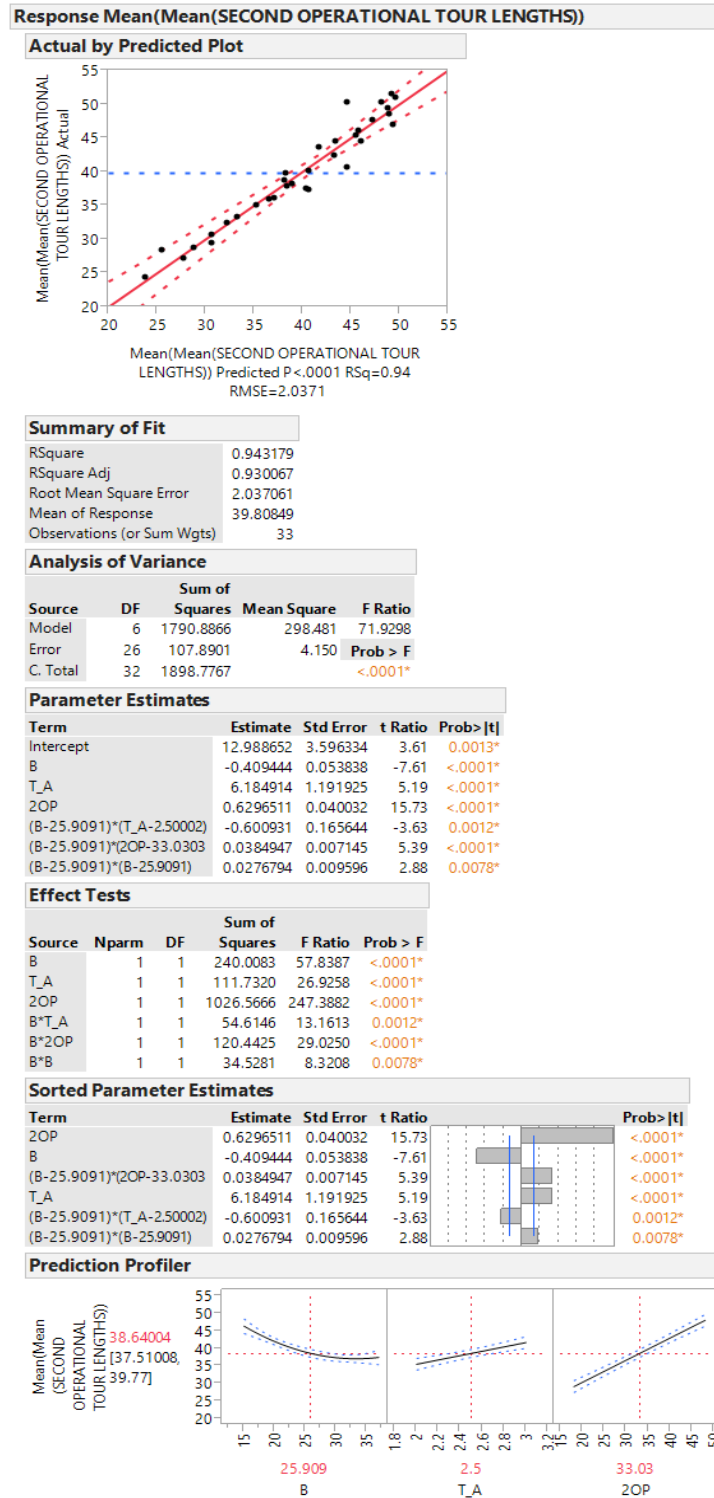 Response Mean(Mean(SECOND OPERATIONAL TOUR LENGTHS))
Actual by Predicted Plot
Mean(Mean(SECOND OPERATIONAL
TOUR LENGTHS)) Actual
55
50
45
40
35
30
25
20
20 25 30 35 40 45 50 55
Mean(Mean(SECOND OPERATIONAL TOUR
LENGTHS)) Predicted P<.0001 RSq=0.94
RMSE=2.0371
Summary of Fit
RSquare 0.943179
RSquare Adj 0.930067
Root Mean Square Error 2.037061
Mean of Response 39.80849
Observations (or Sum Wgts) 33
Analysis of Variance
Sum of
Source DF Squares Mean Square F Ratio
Model 6 1790.8866 298.481 71.9298
Error 26 107.8901 4.150 Prob > F
C. Total 32 1898.7767 <.0001*
Parameter Estimates
Term Estimate Std Error t Ratio Prob>|t|
Intercept 12.988652 3.596334 3.61 0.0013*
B -0.409444 0.053838 -7.61 <.0001*
T_A 6.184914 1.191925 5.19 <.0001*
2OP 0.6296511 0.040032 15.73 <.0001*
(B-25.9091)*(T_A-2.50002) -0.600931 0.165644 -3.63 0.0012*
(B-25.9091)*(2OP-33.0303 0.0384947 0.007145 5.39 <.0001*
(B-25.9091)*(B-25.9091) 0.0276794 0.009596 2.88 0.0078*
Effect Tests
Sum of
Source Nparm DF Squares F Ratio Prob > F
B 1 1 240.0083 57.8387 <.0001*
T_A 1 1 111.7320 26.9258 <.0001*
2OP 1 1 1026.5666 247.3882 <.0001*
B*T_A 1 1 54.6146 13.1613 0.0012*
B*2OP 1 1 120.4425 29.0250 <.0001*
B*B 1 1 34.5281 8.3208 0.0078*
Sorted Parameter Estimates
Term Estimate Std Error t Ratio Prob>|t|
2OP 0.6296511 0.040032 15.73 <.0001*
B -0.409444 0.053838 -7.61 <.0001*
(B-25.9091)*(2OP-33.0303 0.0384947 0.007145 5.39 <.0001*
T_A 6.184914 1.191925 5.19 <.0001*
(B-25.9091)*(T_A-2.50002) -0.600931 0.165644 -3.63 0.0012*
(B-25.9091)*(B-25.9091) 0.0276794 0.009596 2.88 0.0078*
Prediction Profiler
Mean(Mean
(SECOND
OPERATIONAL
TOUR LENGTHS))
38.64004
[37.51008,
39.77]
55
50
45
40
35
30
25
20
15 20 25 30 35
1.8 2 2.2 2.4 2.6 2.8 3 3.2
15 20 25 30 35 40 45 50
25.909 2.5 33.03
B T_A 2OP